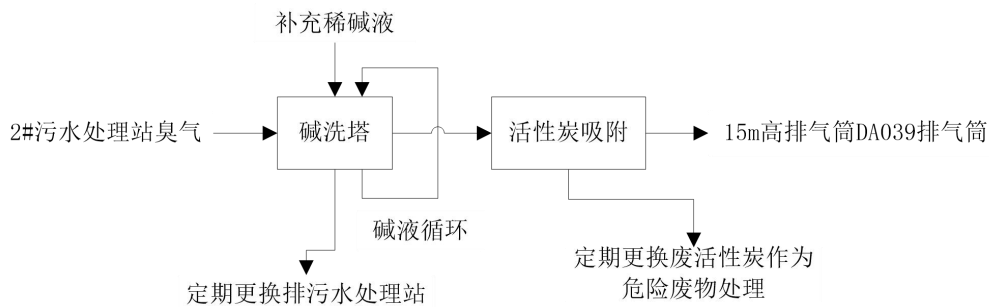 补充稀碱液
2#污水处理站臭气
碱洗塔
活性炭吸附
15m高排气筒DA039排气筒
碱液循环
定期更换排污水处理站
定期更换废活性炭作为
危险废物处理